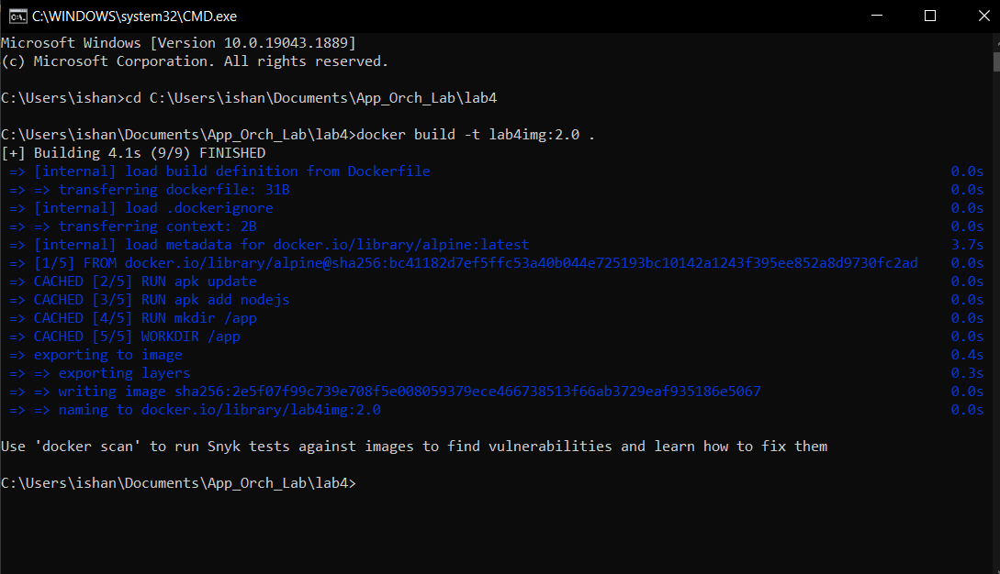 C:\WINDOWS\system32\CMD.exe
Microsoft Windows [Version 10.0.19043.1889]
(c) Microsoft Corporation. All rights reserved.
C:\Users\ishan>cd C:\Users\ishan\Documents\App_Orch_Lab\lab4
C:\Users\ishan\Documents\App_Orch_Lab\lab4>docker build -t lab4img:2.0 .
[+] Building 4.1s (9/9) FINISHED
=> [internal] load build definition from Dockerfile 0.0s
=> => transferring dockerfile: 31B 0.0s
=> [internal] load .dockerignore 0.0s
=> => transferring context: 2B 0.0s
=> [internal] load metadata for docker.io/library/alpine:latest 3.7s
=> [1/5] FROM docker.io/library/alpine@sha256:bc41182d7ef5ffc53a40b044e725193bc10142a1243f395ee852a8d9730fc2ad 0.0s
=> CACHED [2/5] RUN apk update 0.0s
=> CACHED [3/5] RUN apk add nodejs 0.0s
=> CACHED [4/5] RUN mkdir /app 0.0s
=> CACHED [5/5] WORKDIR /app 0.0s
=> exporting to image 0.4s
=> => exporting layers 0.3s
=> => writing image sha256:2e5f07f99c739e708f5e008059379ece466738513f66ab3729eaf935186e5067 0.0s
=> => naming to docker.io/library/lab4img:2.0 0.0s
Use 'docker scan' to run Snyk tests against images to find vulnerabilities and learn how to fix them
C:\Users\ishan\Documents\App_Orch_Lab\lab4>